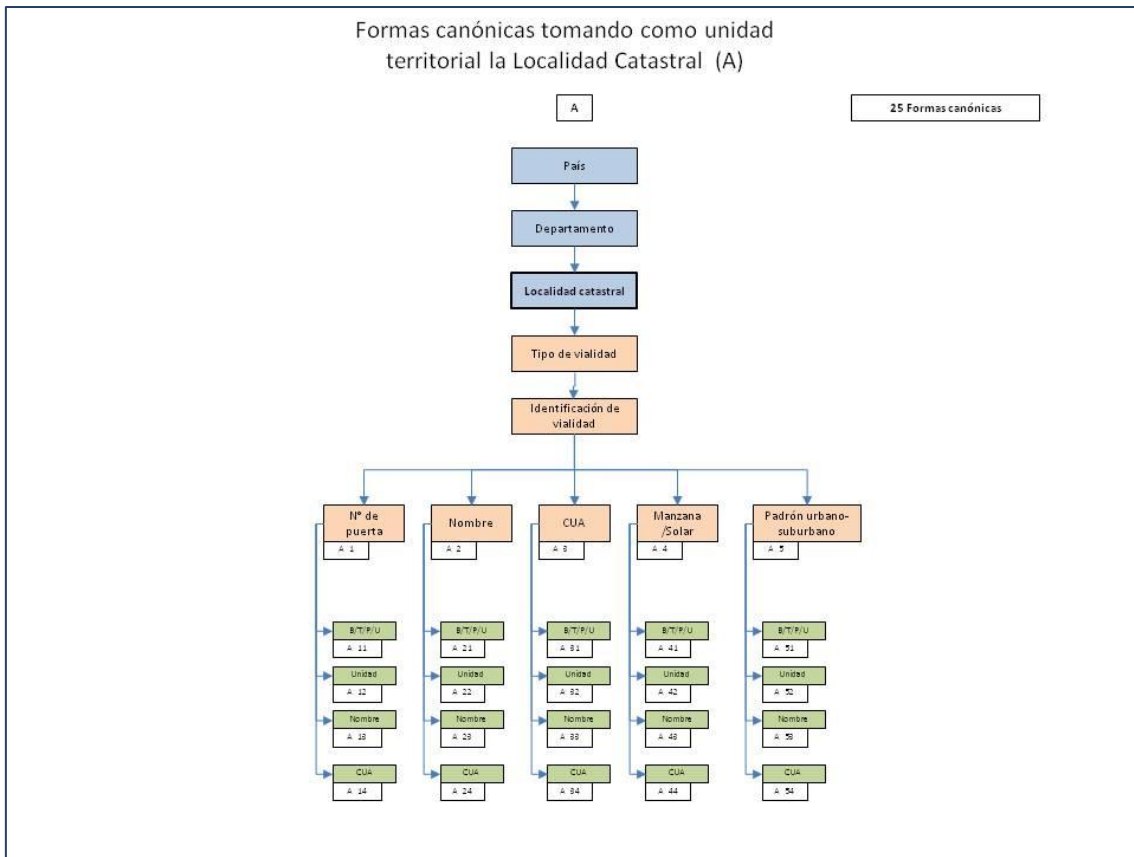 Formas canónicas tomando como unidad
territorial la Localidad Catastral (A)
A
25 Formas canónicas
País
Departamento
Localidad catastral
Tipo de vialidad
Identificación de
vialidad
N° de
puerta
A 1
Nombre
A 2
CUA
A 3
Manzana
/Solar
A 4
Padrón urbano-
suburbano
A 5
B/T/P/U
A 11
Unidad
A 12
Nombre
A 13
CUA
A 14
B/T/P/U
A 21
Unidad
A 22
Nombre
A 23
CUA
A 24
B/T/P/U
A 31
Unidad
A 32
Nombre
A 33
CUA
A 34
B/T/P/U
A 41
Unidad
A 42
Nombre
A 43
CUA
A 44
B/T/P/U
A 51
Unidad
A 52
Nombre
A 53
CUA
A 54